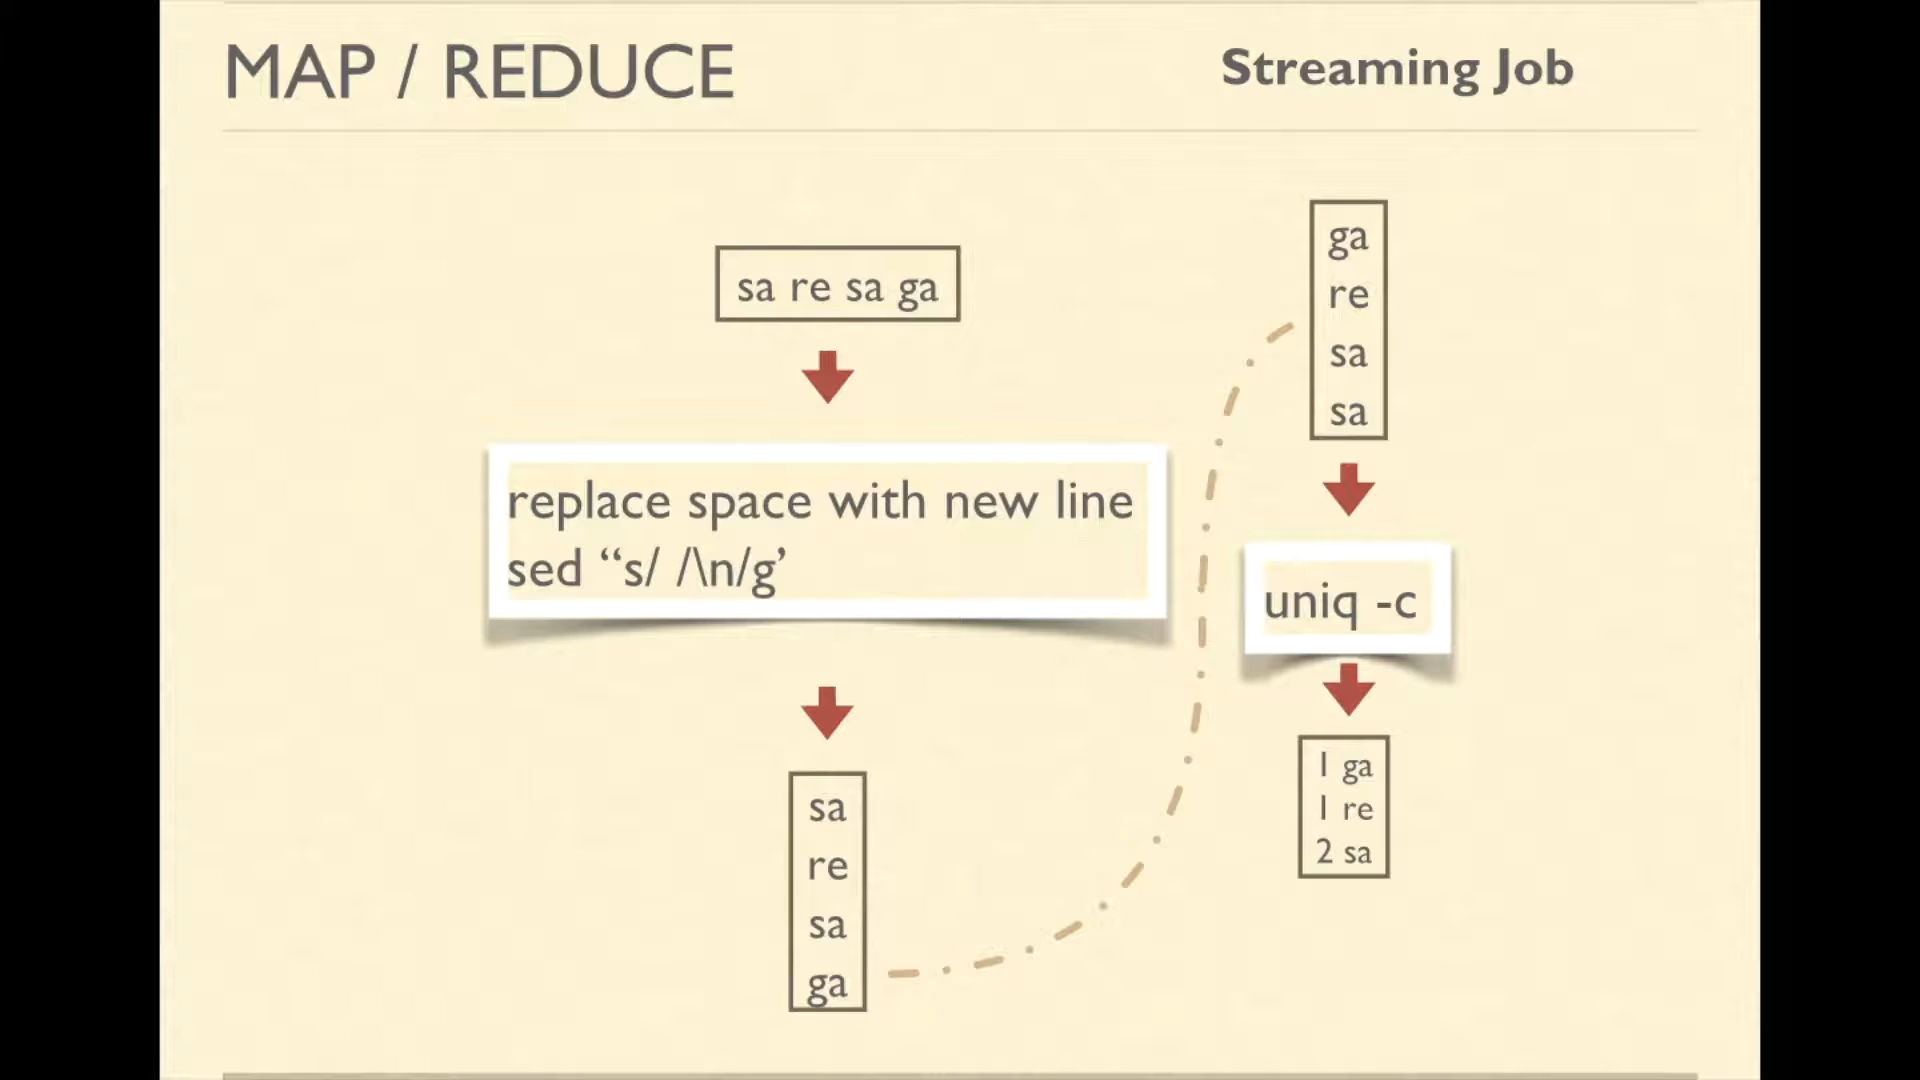 MAP / REDUCE
Streaming Job
sa re sa ga
replace space with new line
sed “s/ /\n/g’
sa
re
sa
ga
ga
re
sa
sa
uniq -c
1 ga
1 re
2 sa